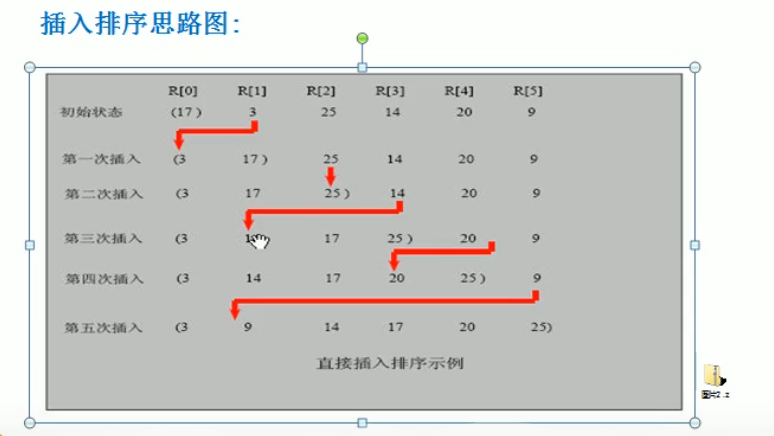 插入排序思路图:
R[0] R[1] R[2] R[3] R[4] R[5]
初始状态 (17) 3 25 14 20 9
第一次插入 (3 17) 25 14 20 9
第二次插入 (3 17 25) 14 20 9
第三次插入 (3 17 25) 20 9
第四次插入 (3 14 17 20 25) 9
第五次插入 (3 9 14 17 20 25)
直接插入排序示例
图片2.z